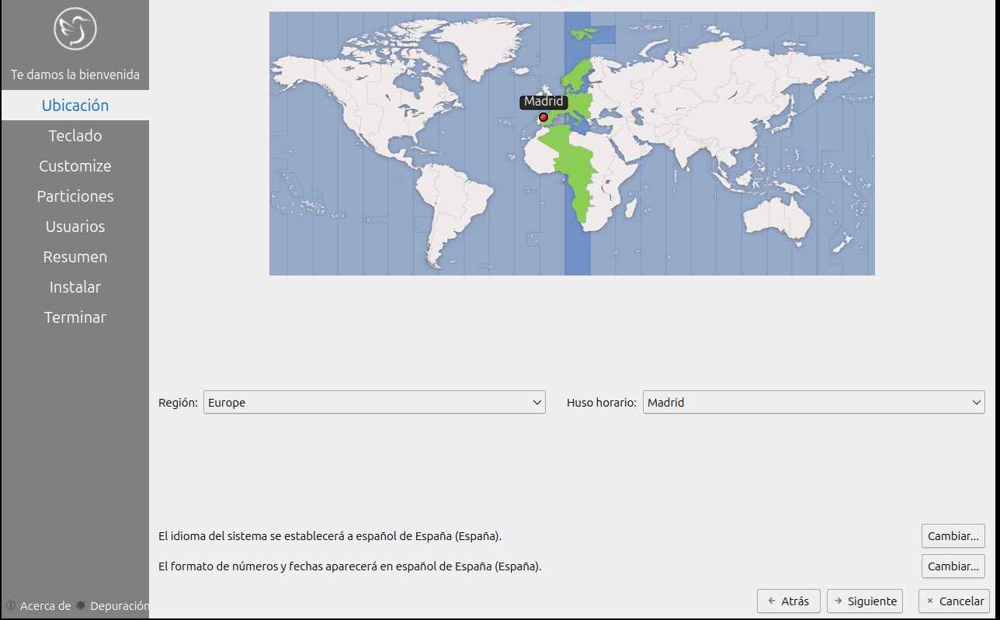 Te damos la bienvenida
Ubicación
Teclado
Customize
Particiones
Usuarios
Resumen
Instalar
Terminar
Acerca de Depuración
Madrid
Región: Europe Huso horario: Madrid
El idioma del sistema se establecerá a español de España (España). Cambiar...
El formato de números y fechas aparecerá en español de España (España). Cambiar...
Atrás Siguiente Cancelar